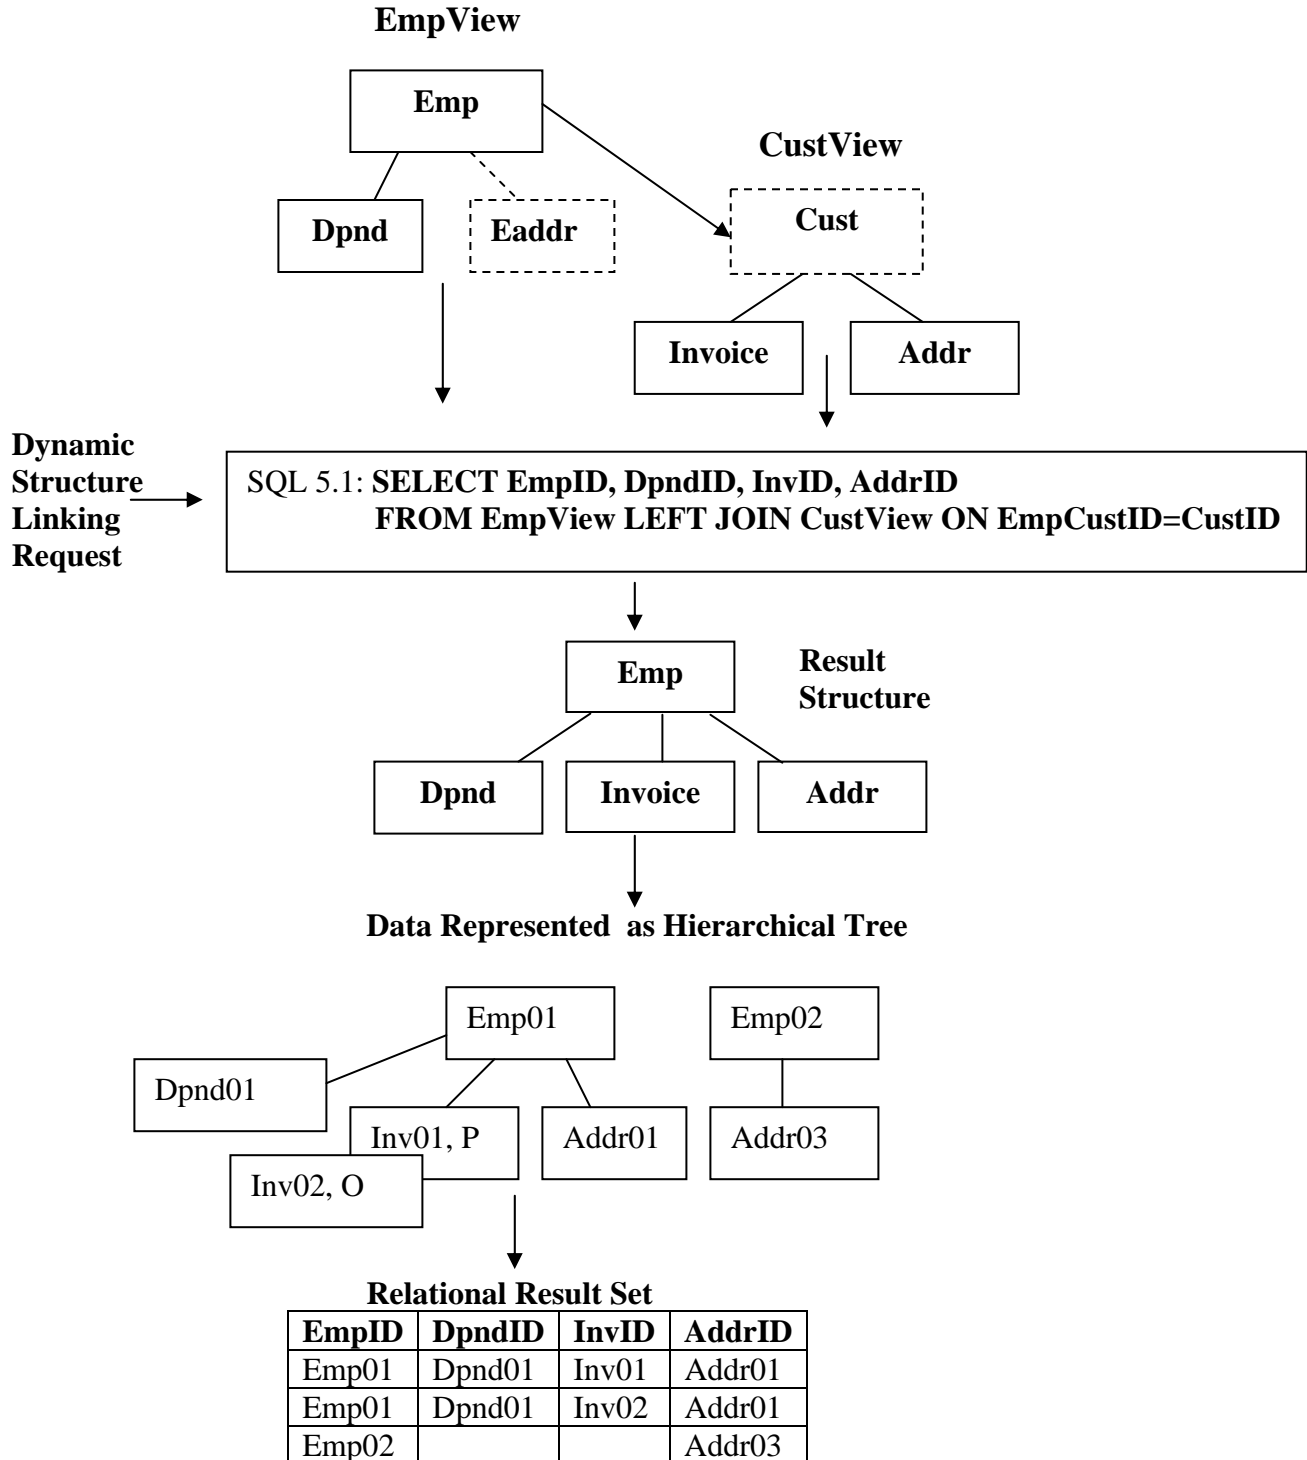 EmpView
Emp
CustView
Cust
Dpnd
Eaddr
Invoice
Addr
Dynamic
Structure
Linking
Request
SQL 5.1: SELECT EmpID, DpndID, InvID, AddrID
FROM EmpView LEFT JOIN CustView ON EmpCustID=CustID
Emp
Result
Structure
Dpnd
Invoice
Addr
Data Represented as Hierarchical Tree
Emp01
Emp02
Dpnd01
Inv01, P
Addr01
Addr03
Inv02, O
Relational Result Set
EmpID DpndID InvID AddrID
Emp01 Dpnd01 Inv01 Addr01
Emp01 Dpnd01 Inv02 Addr01
Emp02 Addr03